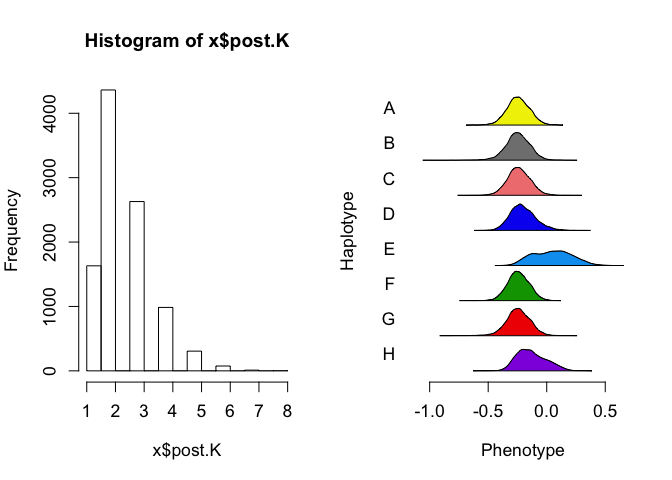 Histogram of x$post.K
Frequency
0
1000
2000
3000
4000
1 2 3 4 5 6 7 8
x$post.K
Haplotype
A
B
C
D
E
F
G
H
-1.0 -0.5 0.0 0.5
Phenotype